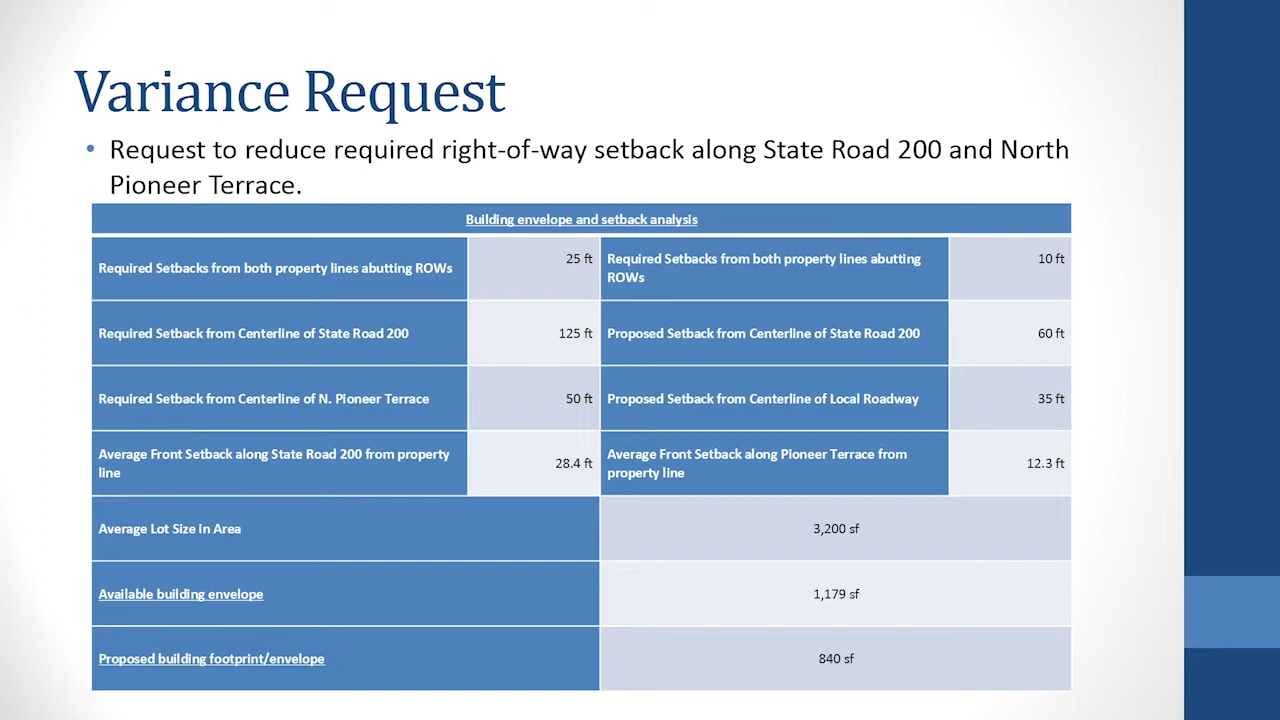 Variance Request
• Request to reduce required right-of-way setback along State Road 200 and North
Pioneer Terrace.
Building envelope and setback analysis
Required Setbacks from both property lines abutting ROWs
25 ft
Required Setbacks from both property lines abutting
ROWs
10 ft
Required Setback from Centerline of State Road 200
125 ft
Proposed Setback from Centerline of State Road 200
60 ft
Required Setback from Centerline of N. Pioneer Terrace
50 ft
Proposed Setback from Centerline of Local Roadway
35 ft
Average Front Setback along State Road 200 from property
line
28.4 ft
Average Front Setback along Pioneer Terrace from
property line
12.3 ft
Average Lot Size in Area
3,200 sf
Available building envelope
1,179 sf
Proposed building footprint/envelope
840 sf